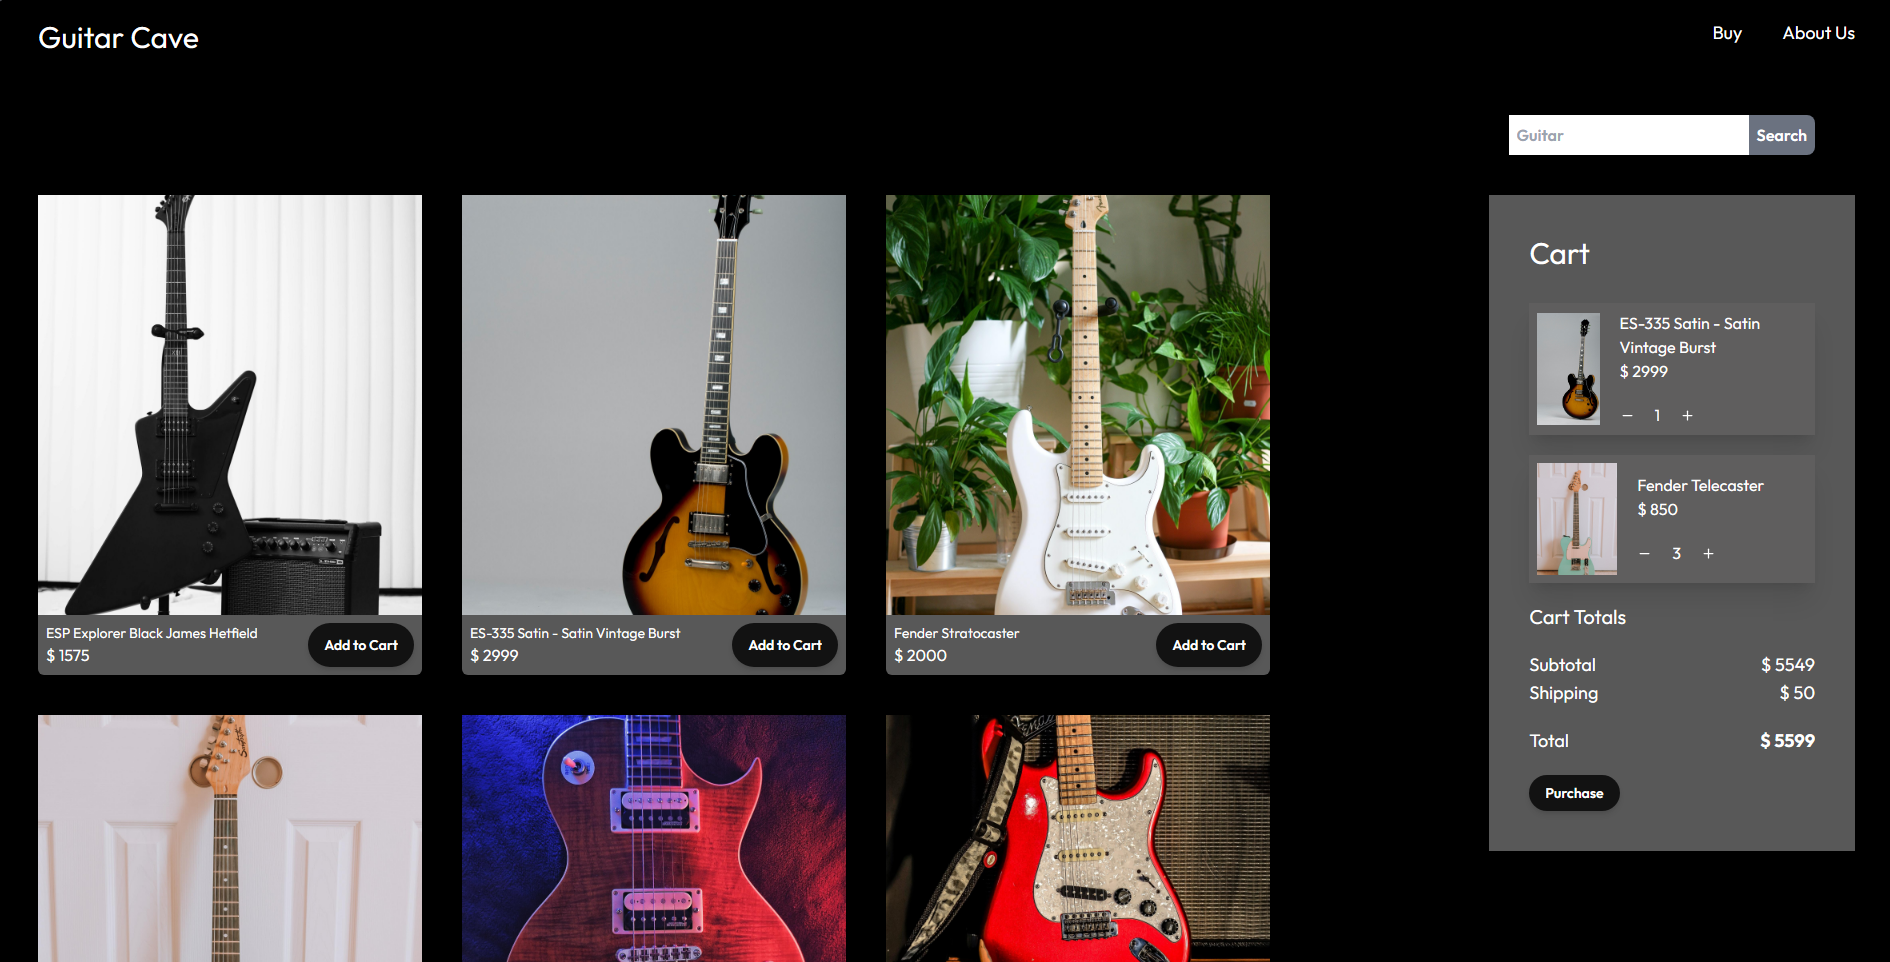 Guitar Cave
Buy
About Us
Guitar
Search
ESP Explorer Black James Hetfield
$ 1575
Add to Cart
ES-335 Satin - Satin Vintage Burst
$ 2999
Add to Cart
Fender Stratocaster
$ 2000
Add to Cart
Cart
ES-335 Satin - Satin
Vintage Burst
$ 2999
− 1 +
Fender Telecaster
$ 850
− 3 +
Cart Totals
Subtotal $ 5549
Shipping $ 50
Total $ 5599
Purchase